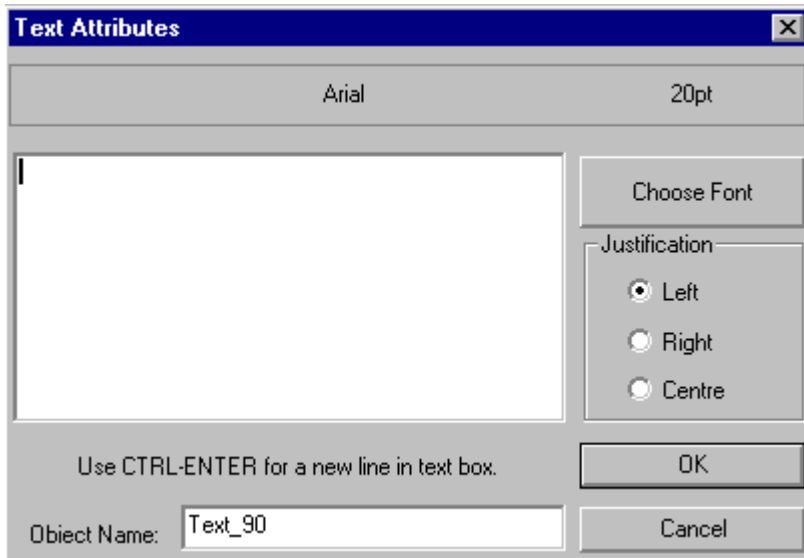 Text Attributes
Arial 20pt
Choose Font
Justification
Left
Right
Centre
Use CTRL-ENTER for a new line in text box.
OK
Object Name: Text_90
Cancel